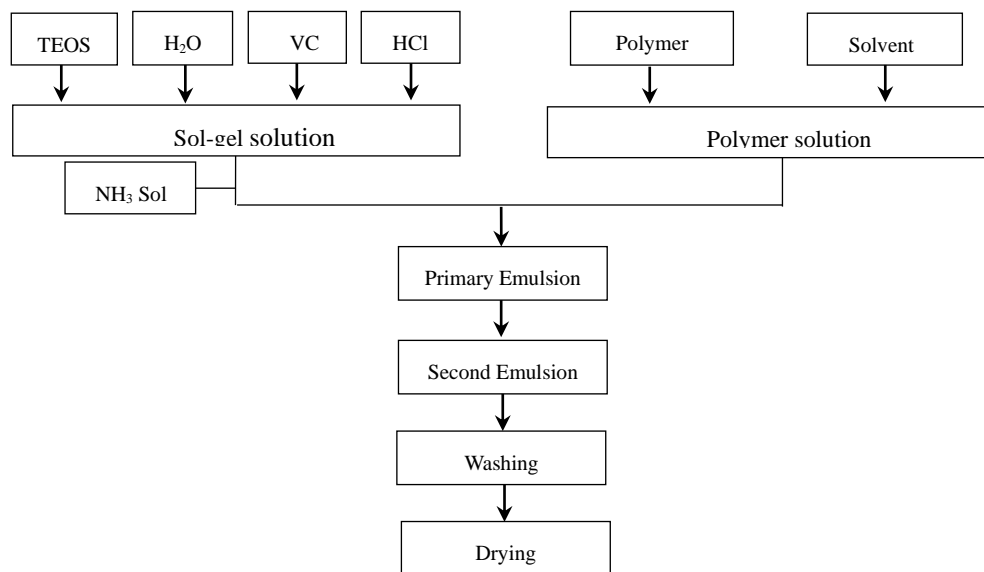 TEOS
H₂O
VC
HCl
Polymer
Solvent
Sol-gel solution
Polymer solution
NH₃ Sol
Primary Emulsion
Second Emulsion
Washing
Drying